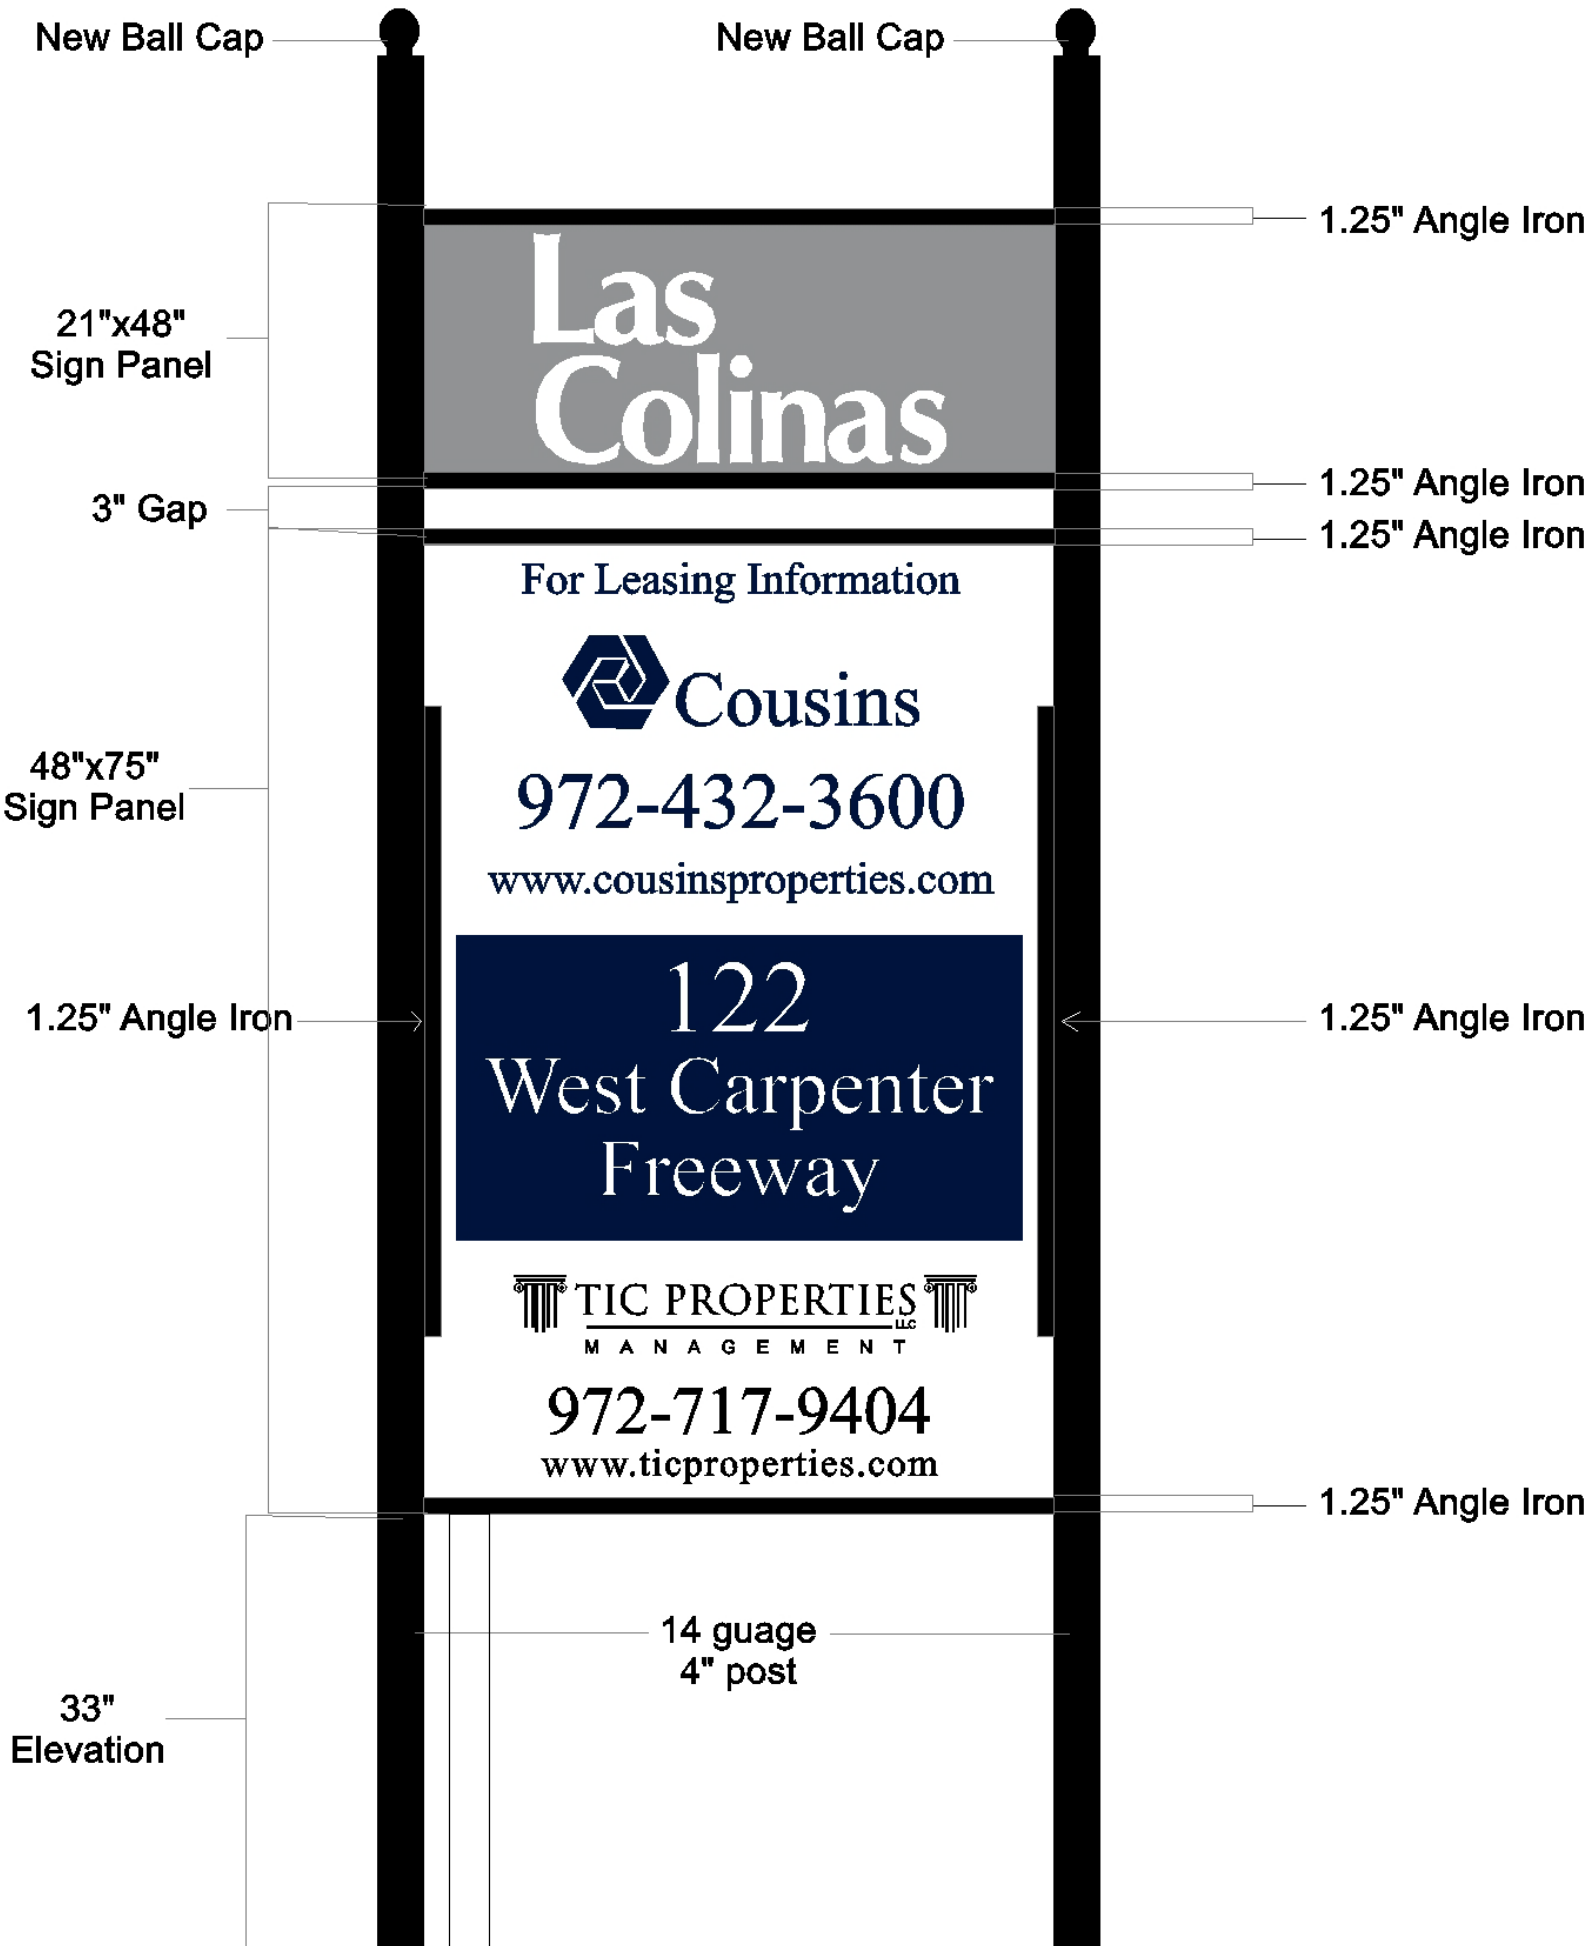 New Ball Cap
New Ball Cap
1.25" Angle Iron
Las
Colinas
21"x48"
Sign Panel
1.25" Angle Iron
3" Gap
1.25" Angle Iron
For Leasing Information
Cousins
48"x75"
Sign Panel
972-432-3600
www.cousinsproperties.com
122
1.25" Angle Iron
1.25" Angle Iron
West Carpenter
Freeway
TIC PROPERTIES
LLC
MANAGEMENT
972-717-9404
www.ticproperties.com
1.25" Angle Iron
14 guage
4" post
33"
Elevation